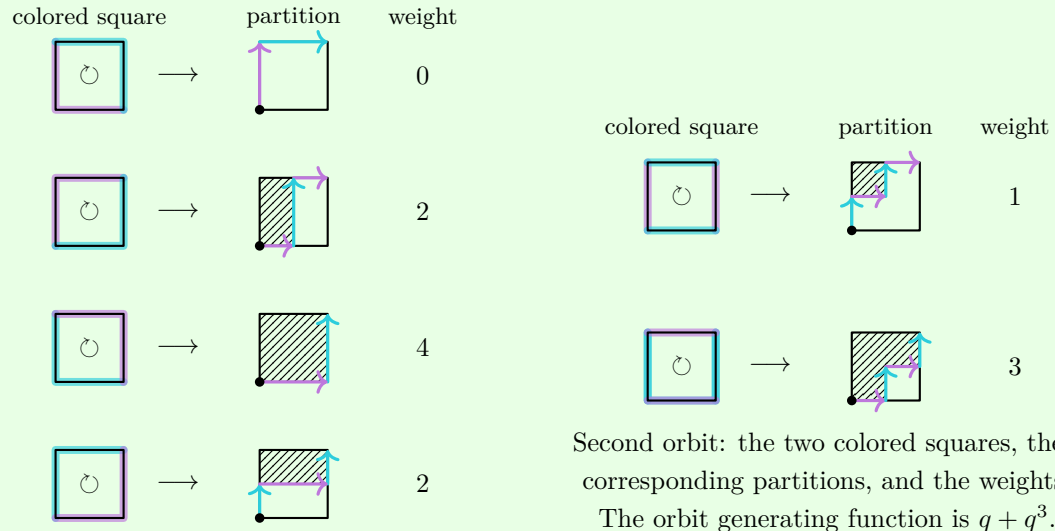 colored square partition weight
0
2
4
2
colored square partition weight
1
3
Second orbit: the two colored squares, the
corresponding partitions, and the weights
The orbit generating function is q + q³.